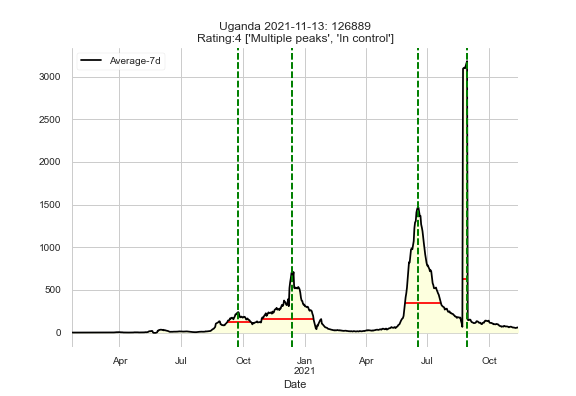 Uganda 2021-11-13: 126889
Rating:4 ['Multiple peaks', 'In control']
Average-7d
3000
2500
2000
1500
1000
500
0
Apr
Jul
Oct
Jan
2021
Apr
Jul
Oct
Date